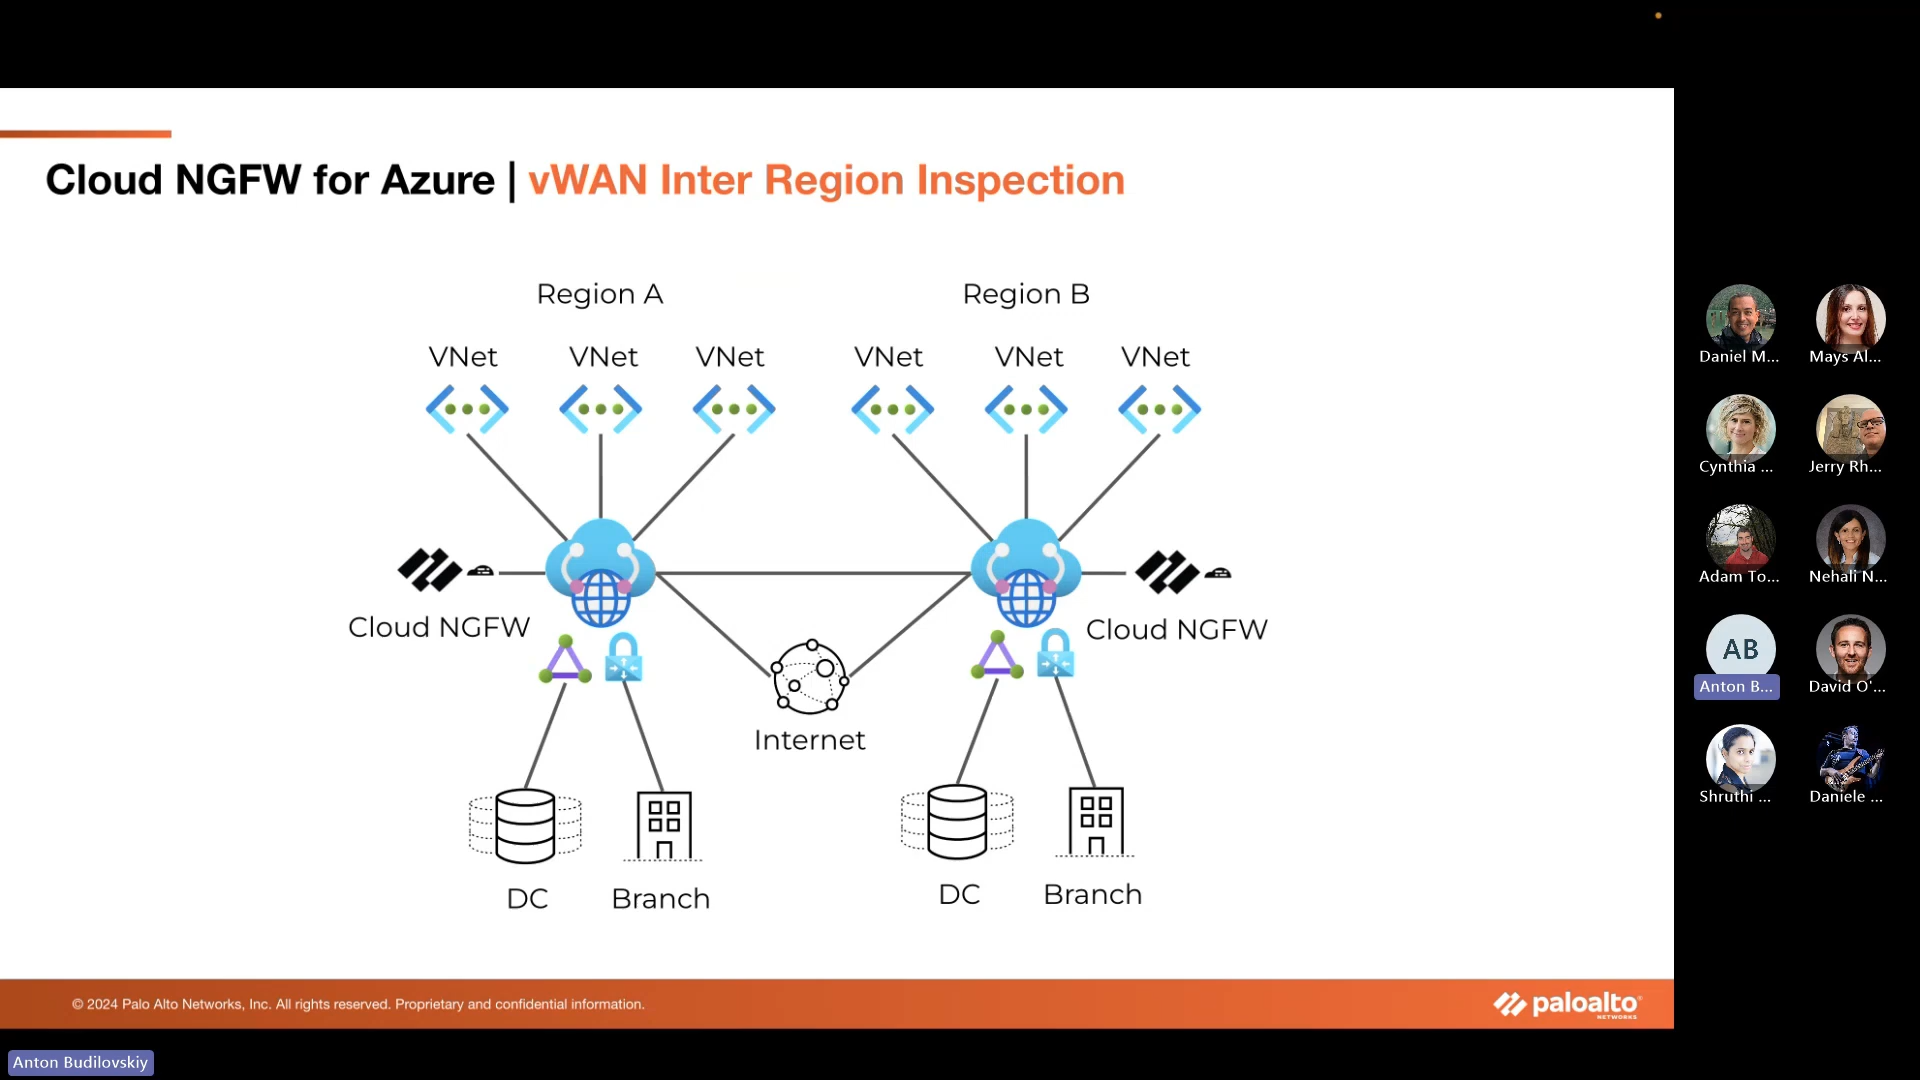 Cloud NGFW for Azure | vWAN Inter Region Inspection
Region A
Region B
VNet
VNet
VNet
VNet
VNet
VNet
Cloud NGFW
Cloud NGFW
Internet
DC
Branch
DC
Branch
© 2024 Palo Alto Networks, Inc. All rights reserved. Proprietary and confidential information.
paloalto
NETWORKS
Daniel M...
Mays Al...
Cynthia ...
Jerry Rh...
Adam To...
Nehali N...
AB
Anton B...
David O'...
Shruthi ...
Daniele ...
Anton Budilovskiy